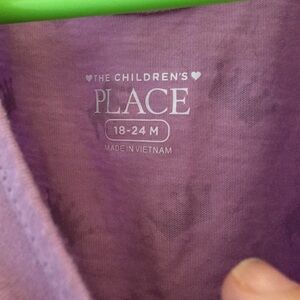 THE CHILDREN'S
PLACE
18-24 M
MADE IN VIETNAM